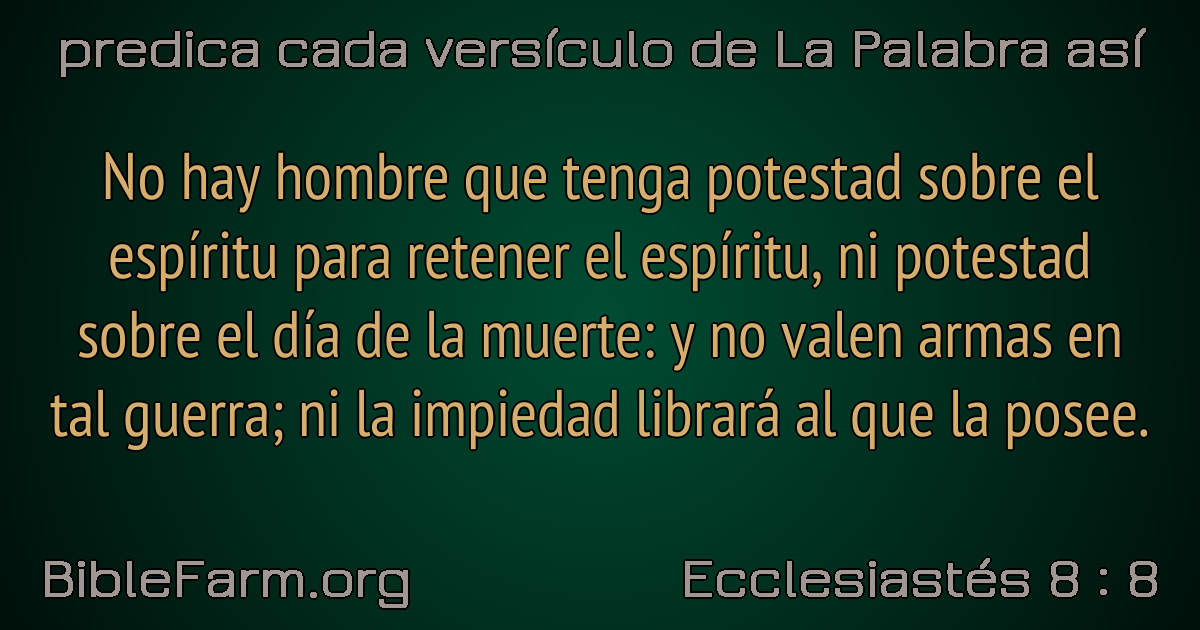 predica cada versículo de La Palabra así
No hay hombre que tenga potestad sobre el
espíritu para retener el espíritu, ni potestad
sobre el día de la muerte: y no valen armas en
tal guerra; ni la impiedad librará al que la posee.
BibleFarm.org
Ecclesiastés 8 : 8